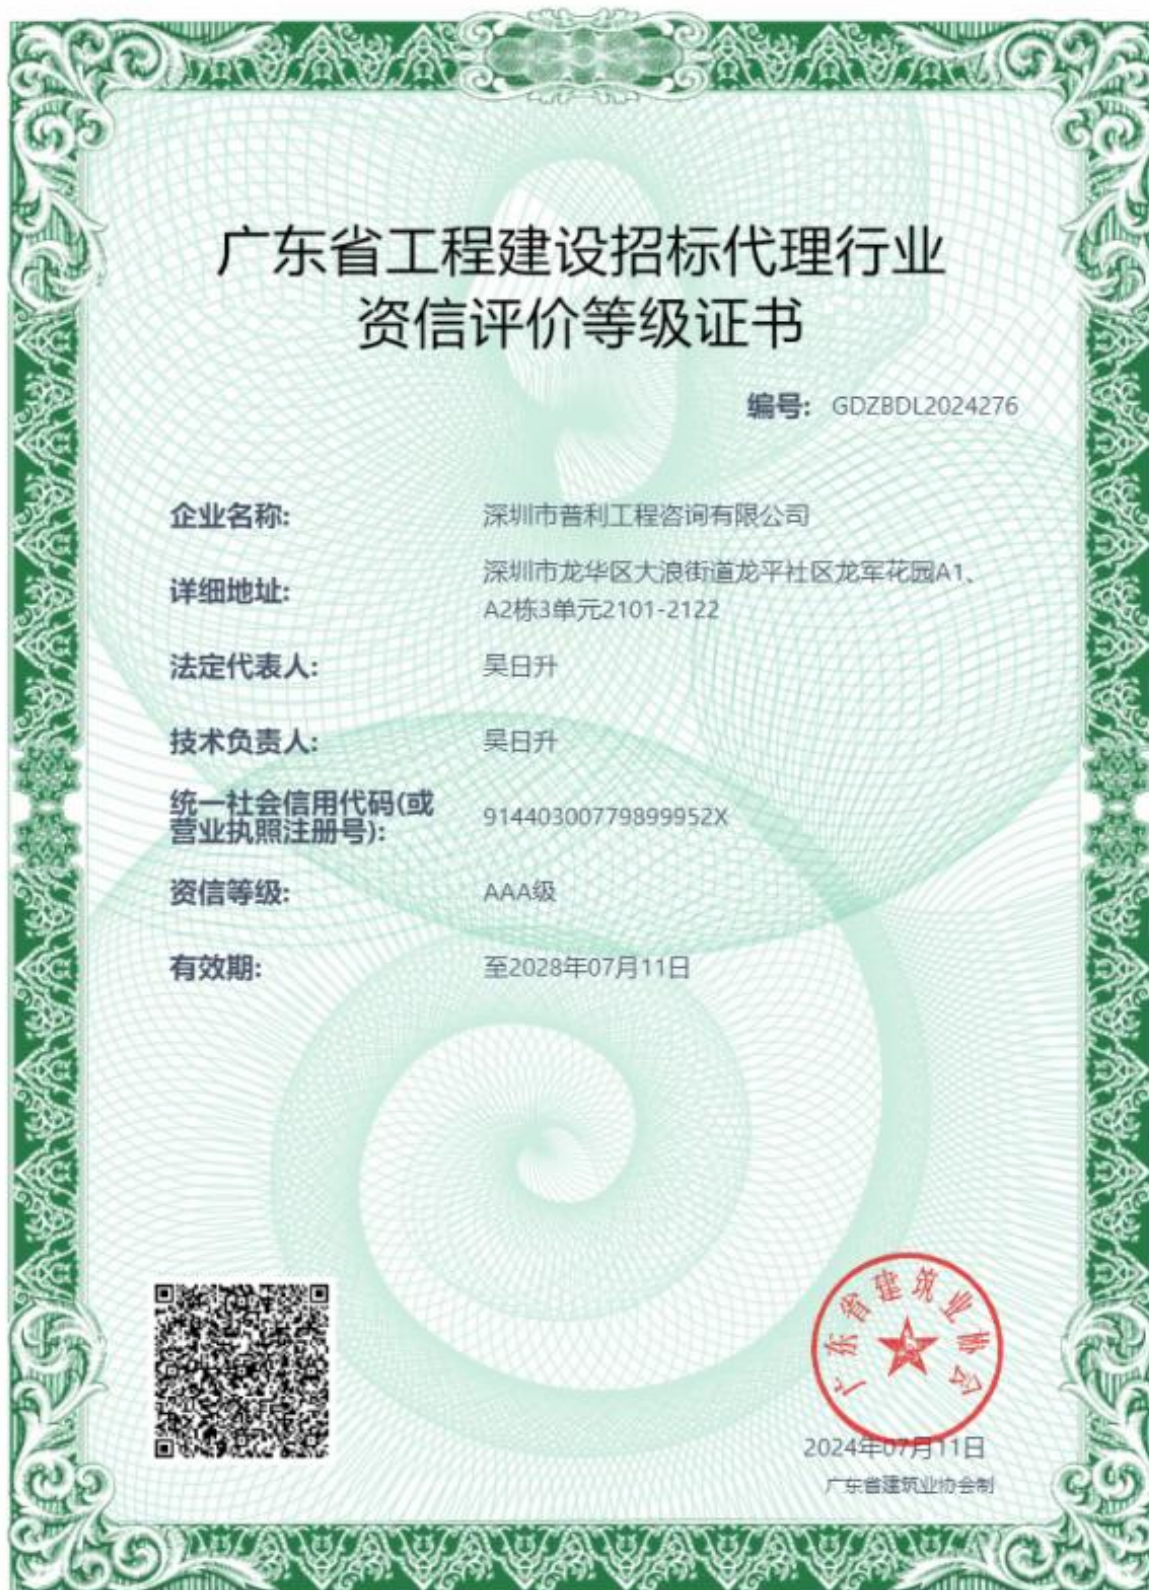 广东省工程建设招标代理行业
资信评价等级证书
编号: GDZBDL2024276
企业名称: 深圳市普利工程咨询有限公司
详细地址: 深圳市龙华区大浪街道龙平社区龙军花园A1、
A2栋3单元2101-2122
法定代表人: 吴日升
技术负责人: 吴日升
统一社会信用代码(或
营业执照注册号): 91440300779899952X
资信等级: AAA级
有效期: 至2028年07月11日
广东省建筑业协会
2024年07月11日
广东省建筑业协会制